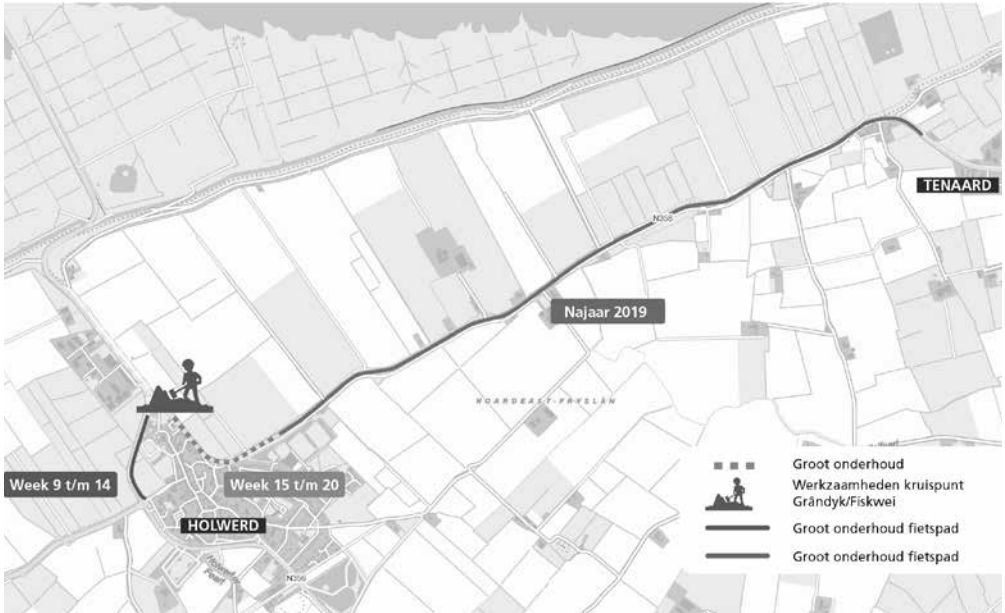 TENAARD
N358
Najaar 2019
NOARDEAST-FRYSLÂN
Week 9 t/m 14
Week 15 t/m 20
HOLWERD
N356
Groot onderhoud
Werkzaamheden kruispunt
Grândyk/Fiskwei
Groot onderhoud fietspad
Groot onderhoud fietspad